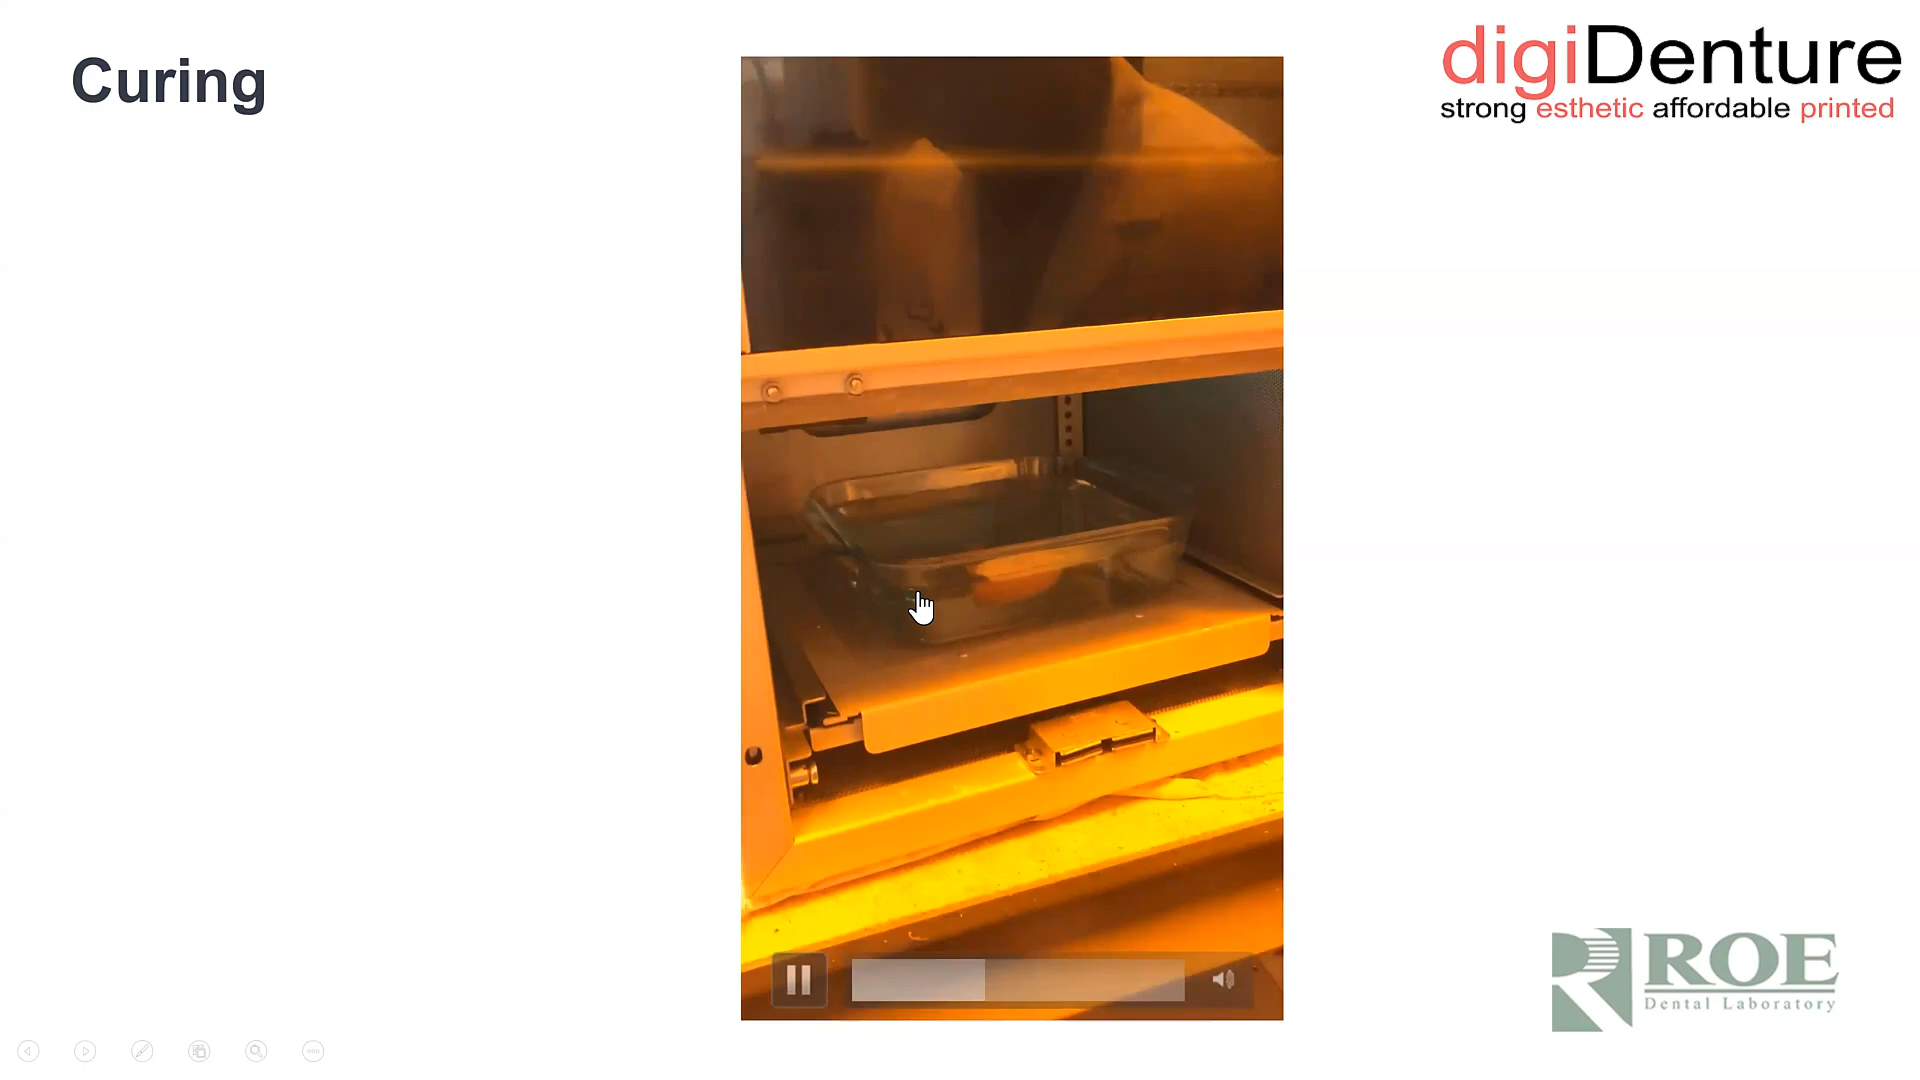 Curing
digiDenture
strong esthetic affordable printed
ROE
Dental Laboratory